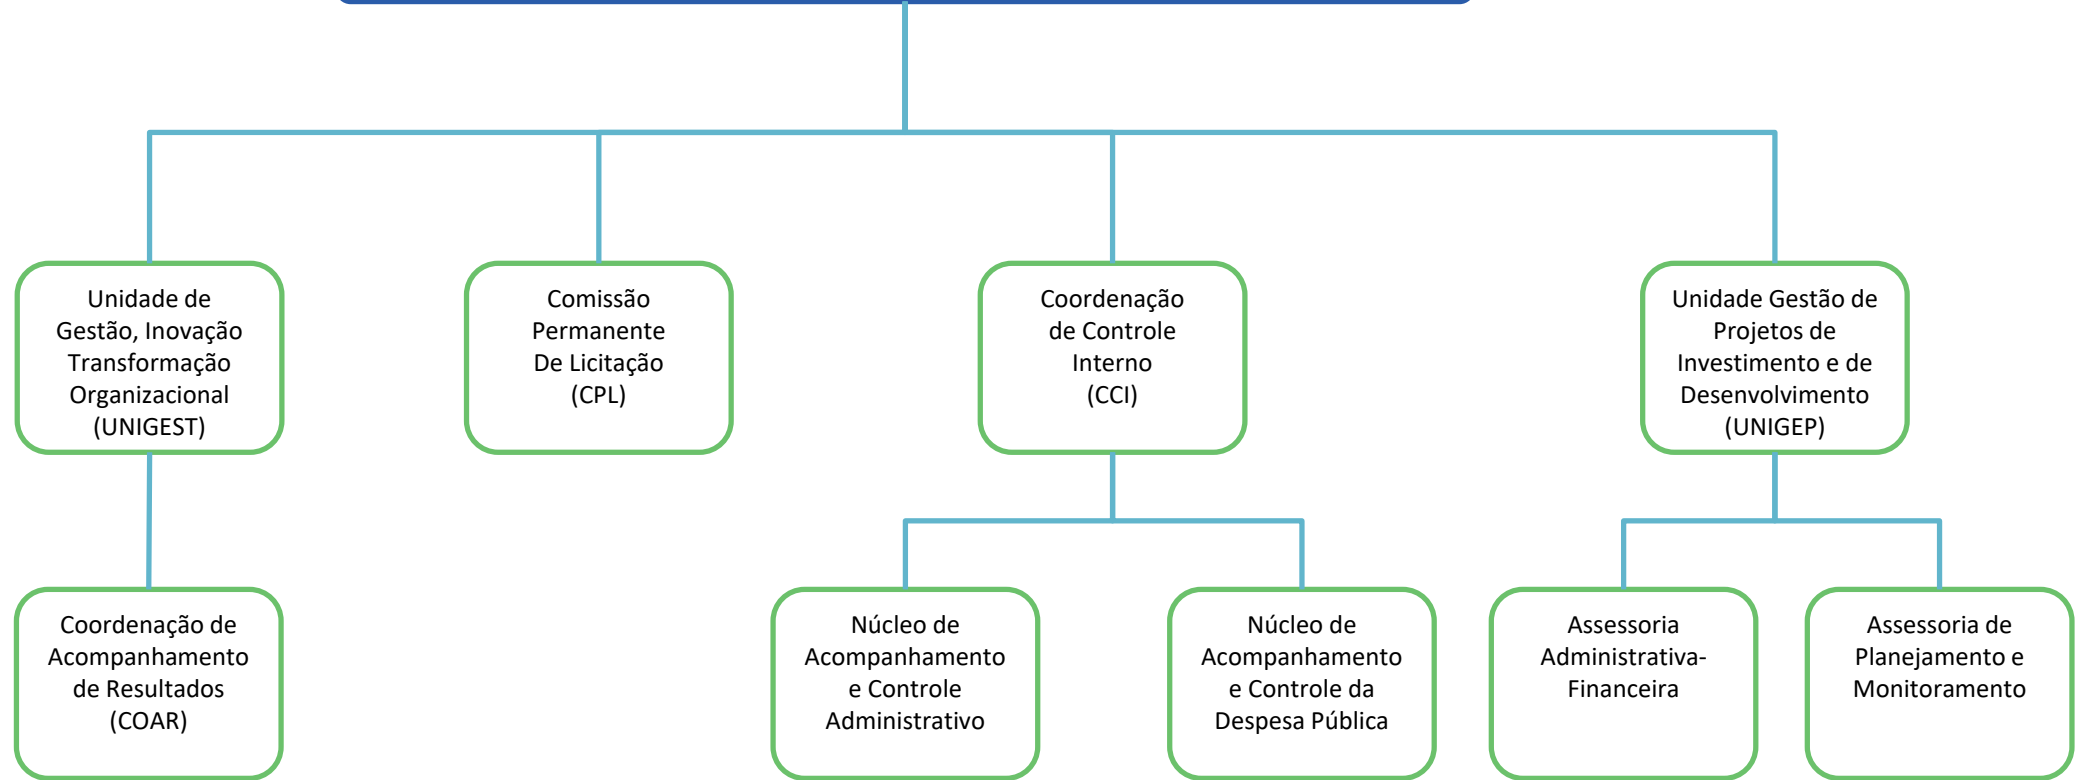 Unidade de
Gestão, Inovação
Transformação
Organizacional
(UNIGEST)
Comissão
Permanente
De Licitação
(CPL)
Coordenação
de Controle
Interno
(CCI)
Unidade Gestão de
Projetos de
Investimento e de
Desenvolvimento
(UNIGEP)
Coordenação de
Acompanhamento
de Resultados
(COAR)
Núcleo de
Acompanhamento
e Controle
Administrativo
Núcleo de
Acompanhamento
e Controle da
Despesa Pública
Assessoria
Administrativa-
Financeira
Assessoria de
Planejamento e
Monitoramento